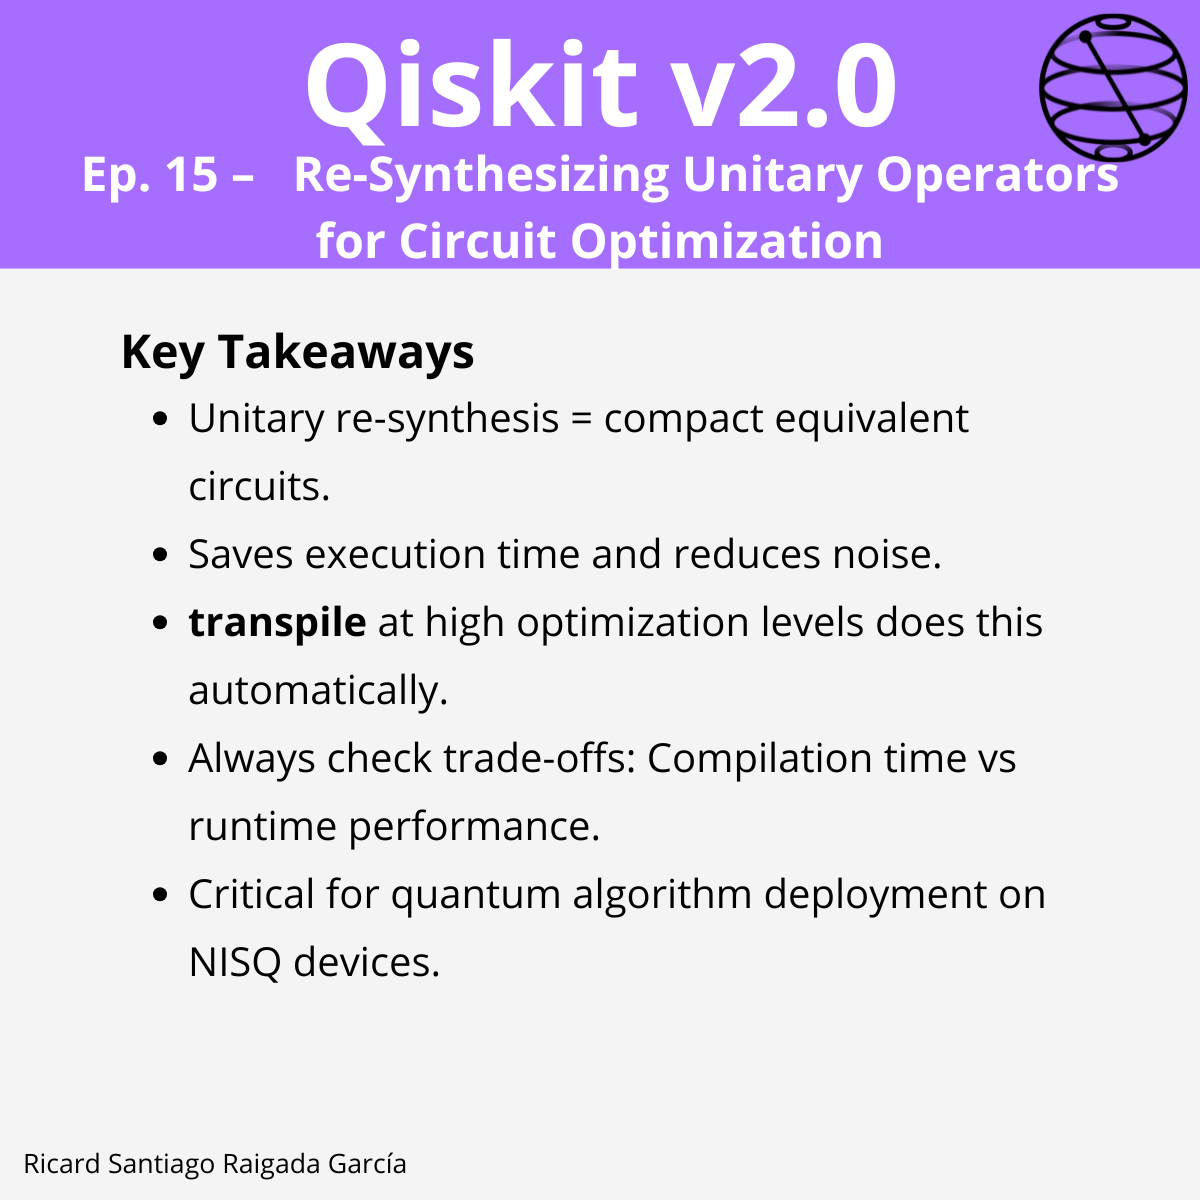 Qiskit v2.0
Ep. 15 – Re-Synthesizing Unitary Operators
for Circuit Optimization
Key Takeaways
• Unitary re-synthesis = compact equivalent
circuits.
• Saves execution time and reduces noise.
• transpile at high optimization levels does this
automatically.
• Always check trade-offs: Compilation time vs
runtime performance.
• Critical for quantum algorithm deployment on
NISQ devices.
Ricard Santiago Raigada García